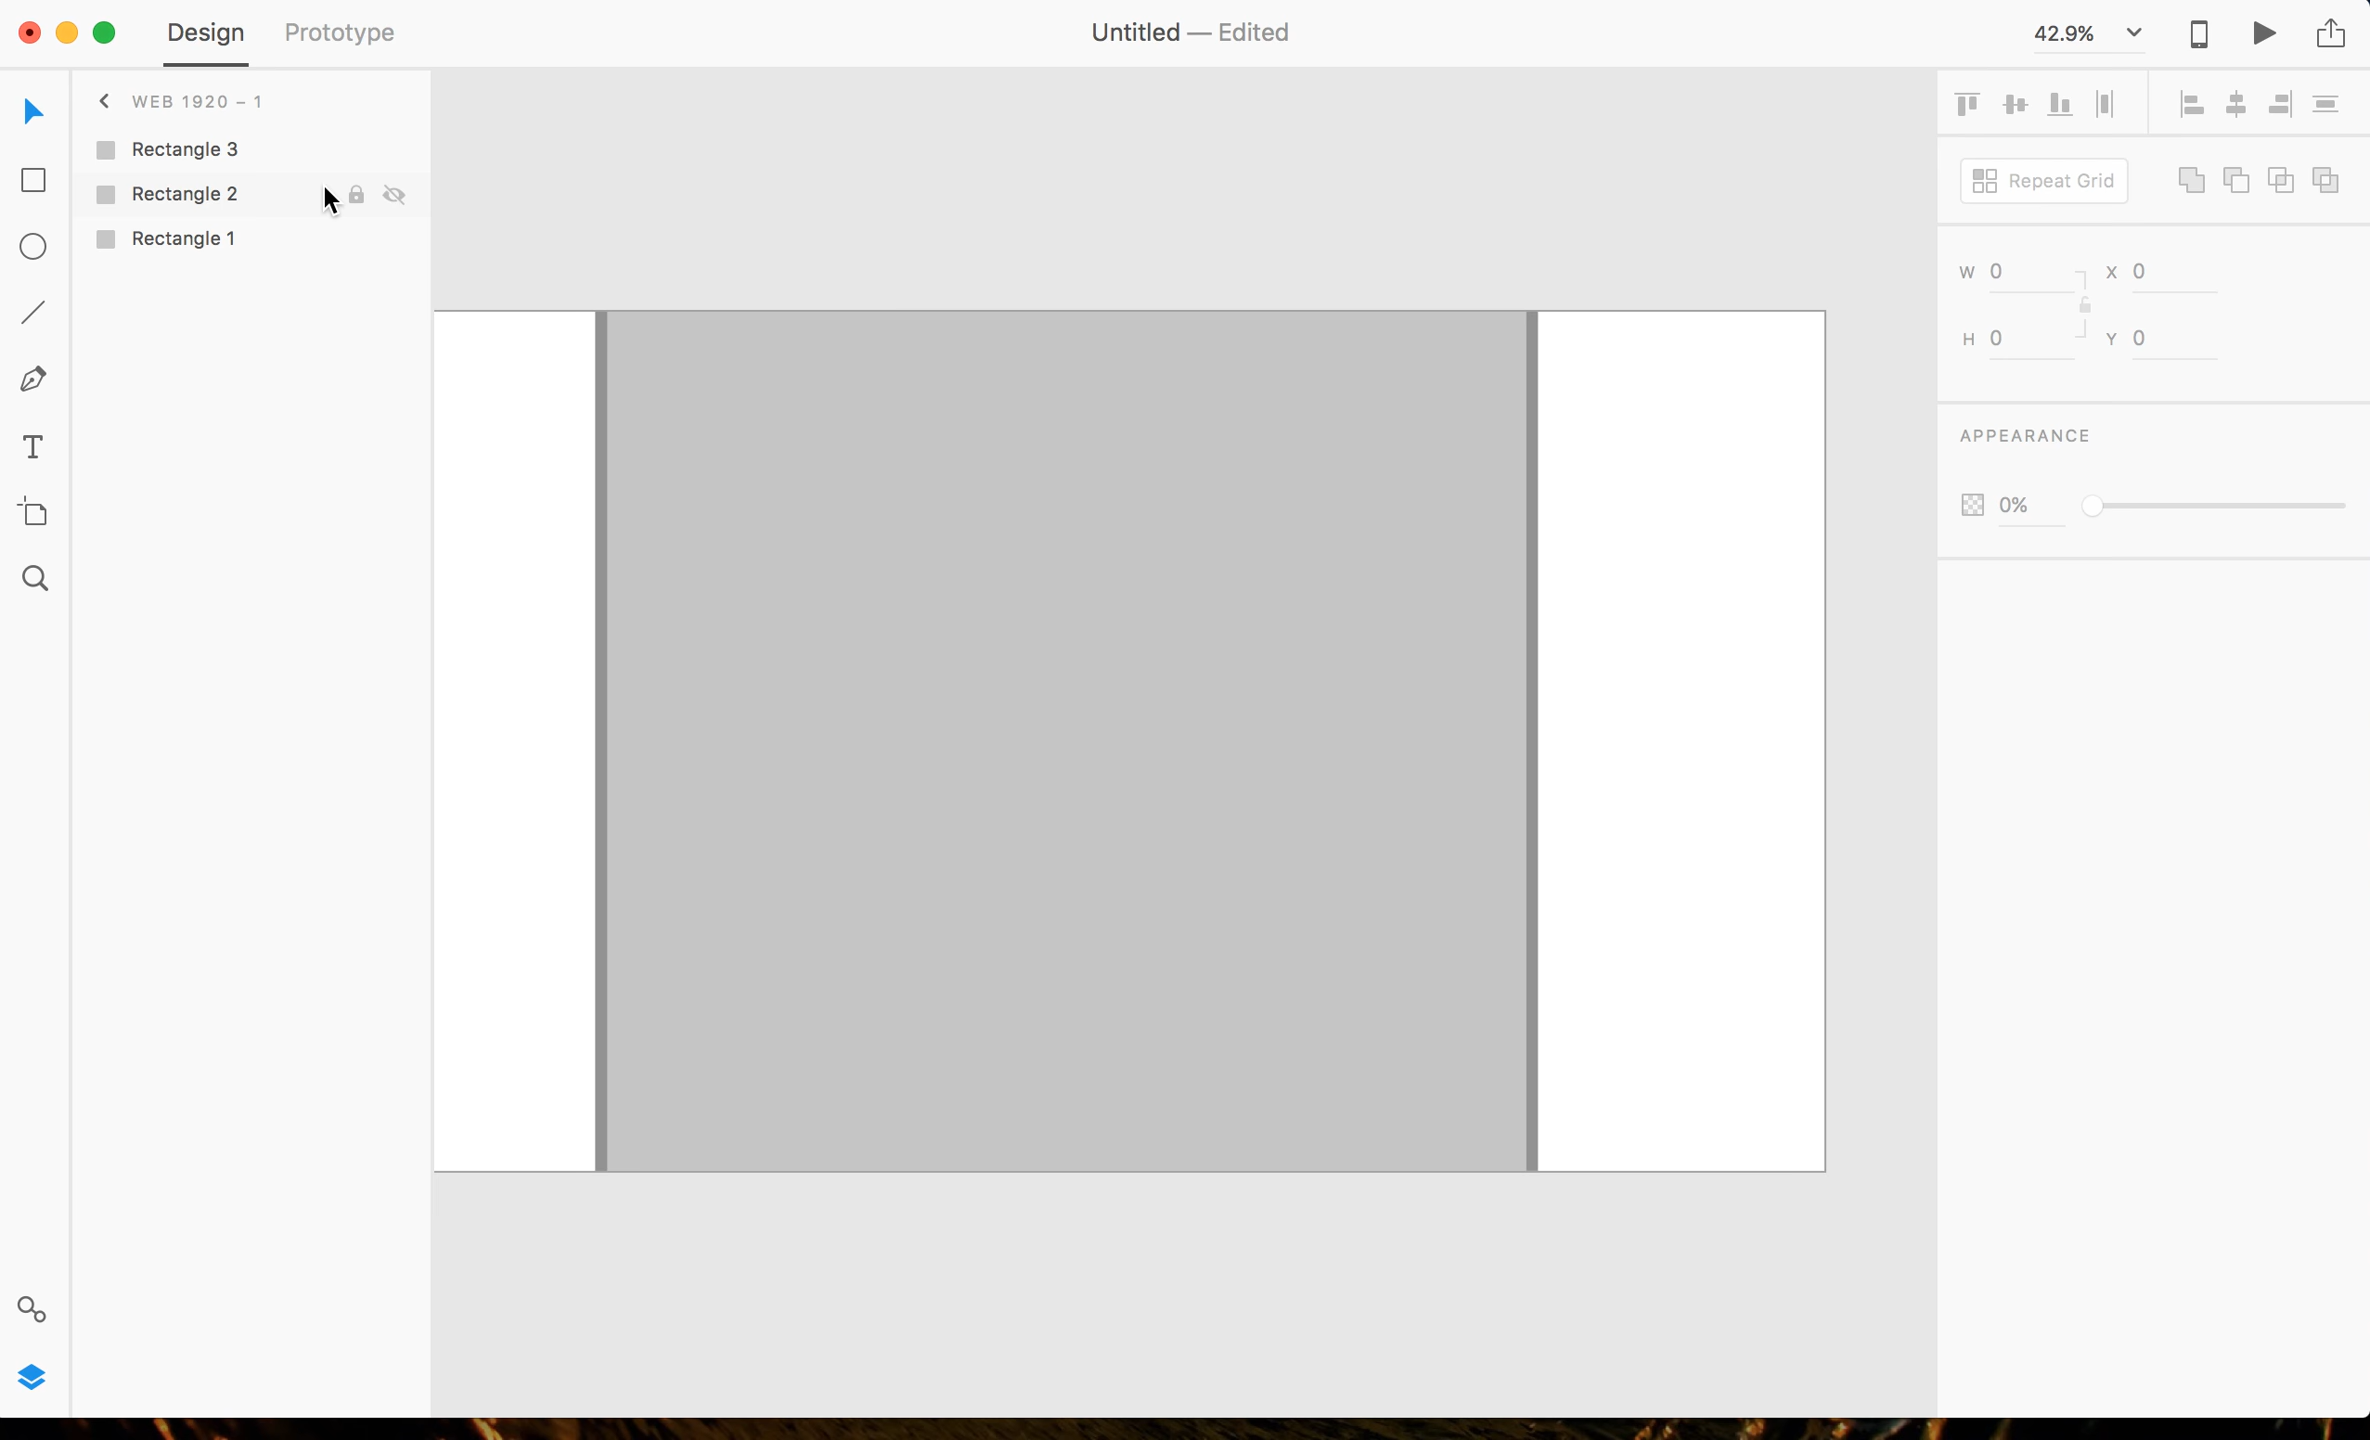 Design Prototype Untitled — Edited 42.9%
WEB 1920 – 1
Rectangle 3
Rectangle 2
Rectangle 1
Repeat Grid
W 0 X 0
H 0 Y 0
APPEARANCE
0%